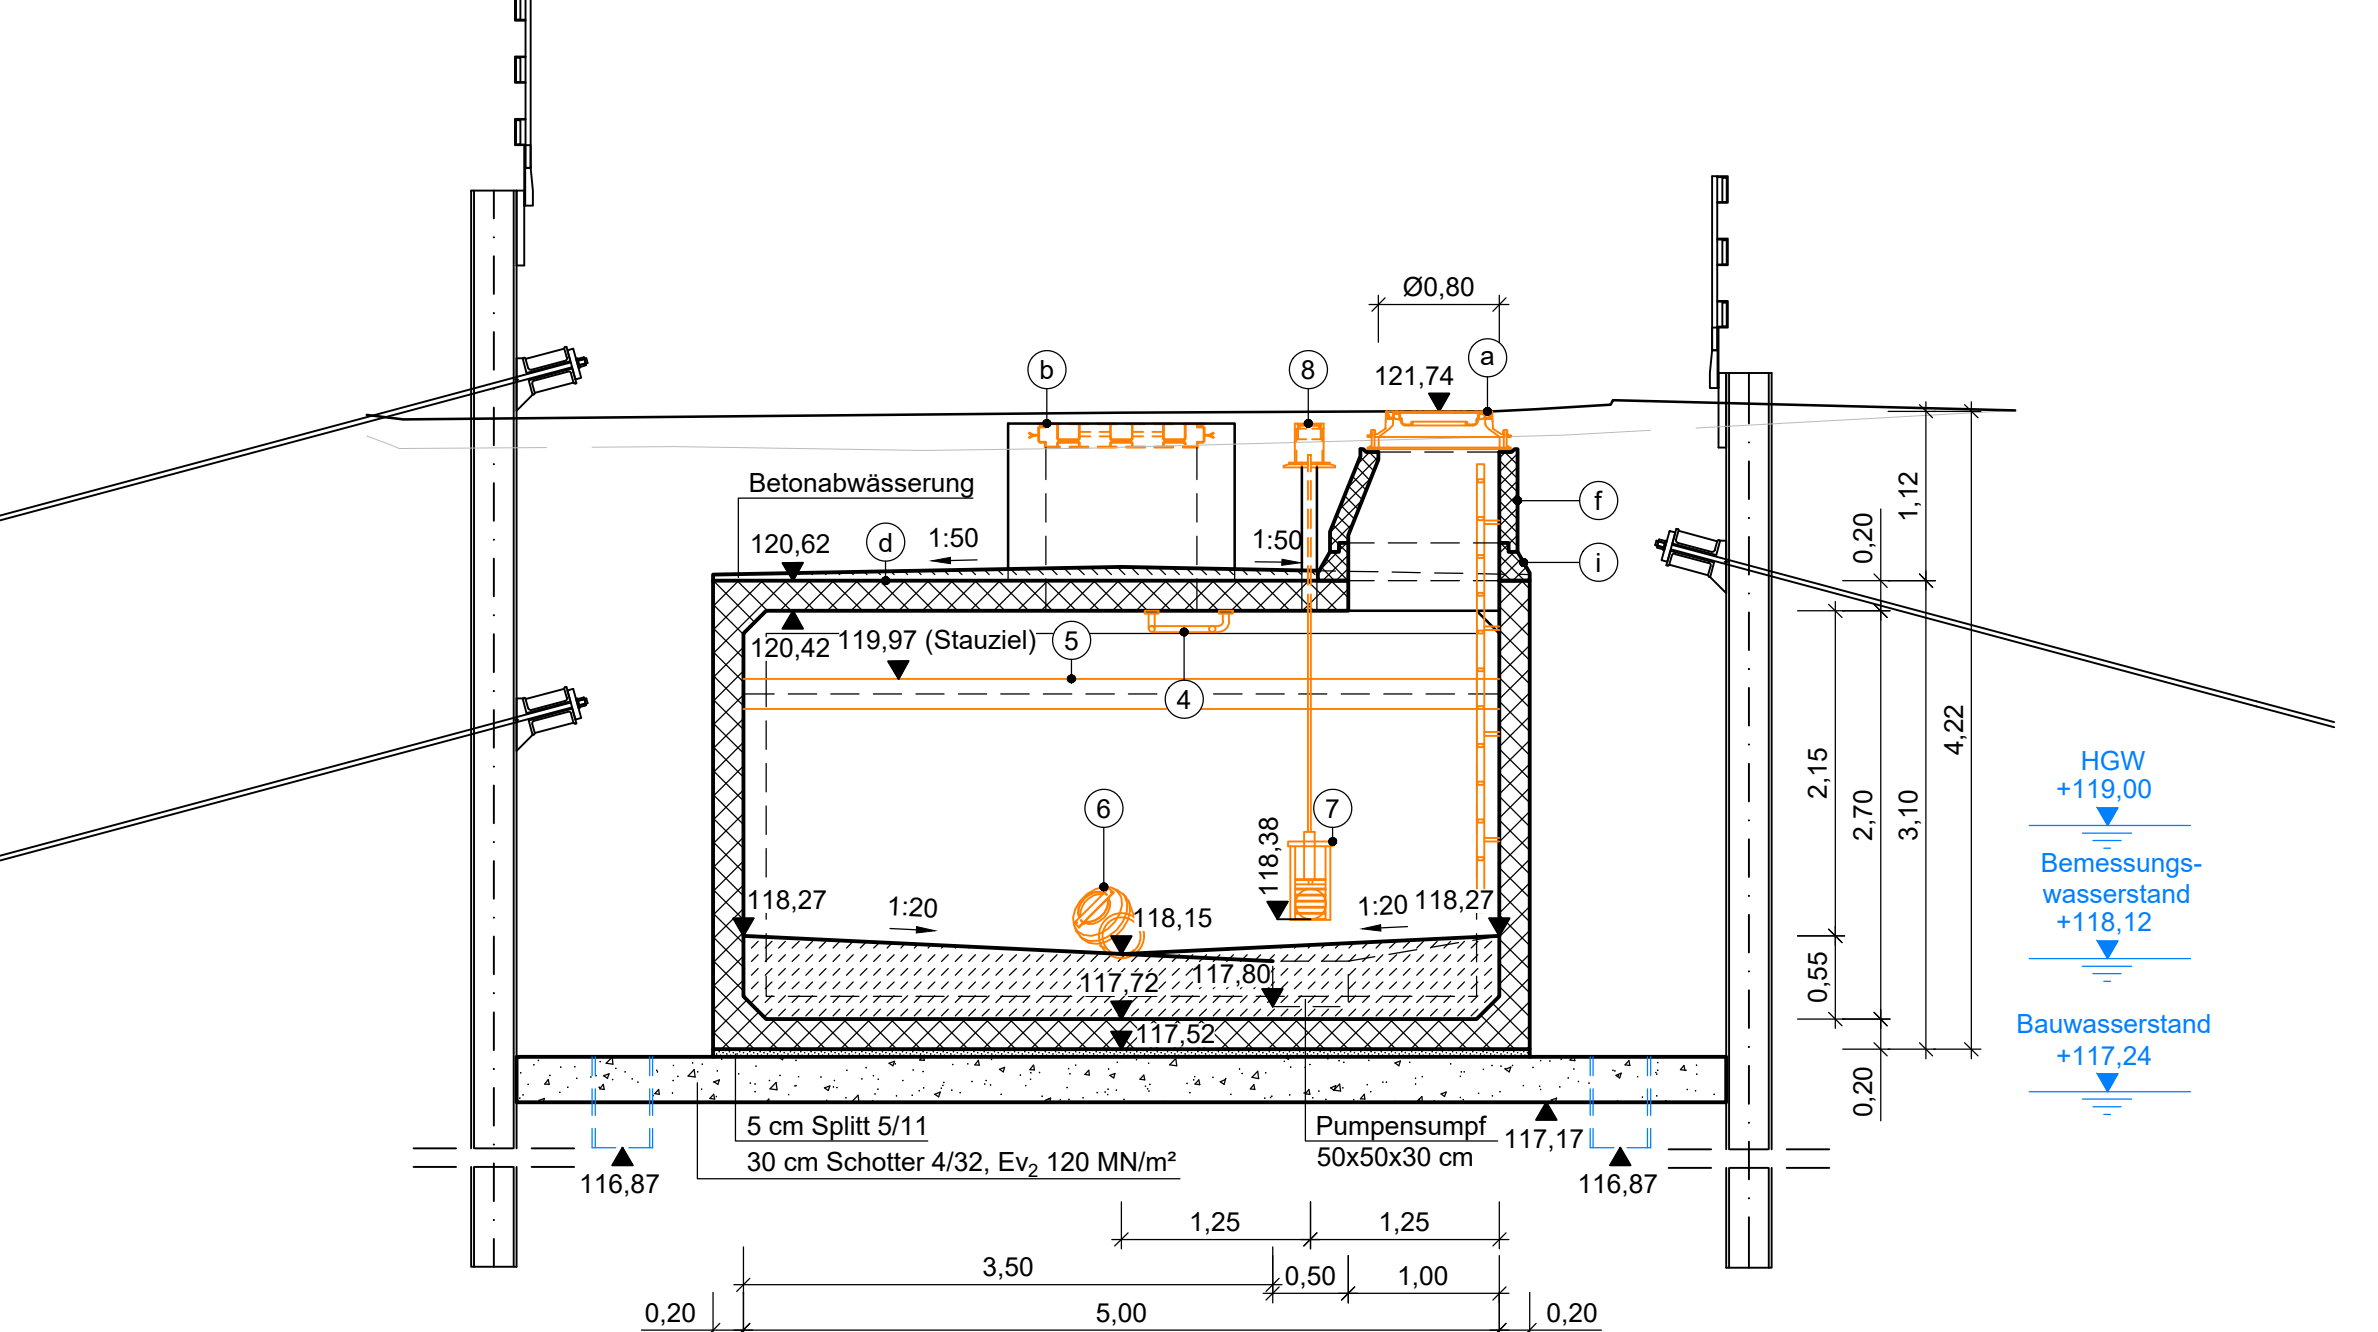 Ø0,80
b
8
a
121,74
Betonabwässerung
f
1,12
120,62
d
1:50
1:50
0,20
i
120,42
119,97 (Stauziel)
5
4
4,22
2,15
HGW
+119,00
6
7
118,38
2,70
3,10
Bemessungs-
wasserstand
+118,12
118,27
1:20
118,15
1:20
118,27
117,72
117,80
0,55
117,52
Bauwasserstand
+117,24
0,20
5 cm Splitt 5/11
30 cm Schotter 4/32, Ev2 120 MN/m²
Pumpensumpf
50x50x30 cm
117,17
116,87
116,87
1,25
1,25
3,50
0,50
1,00
0,20
5,00
0,20